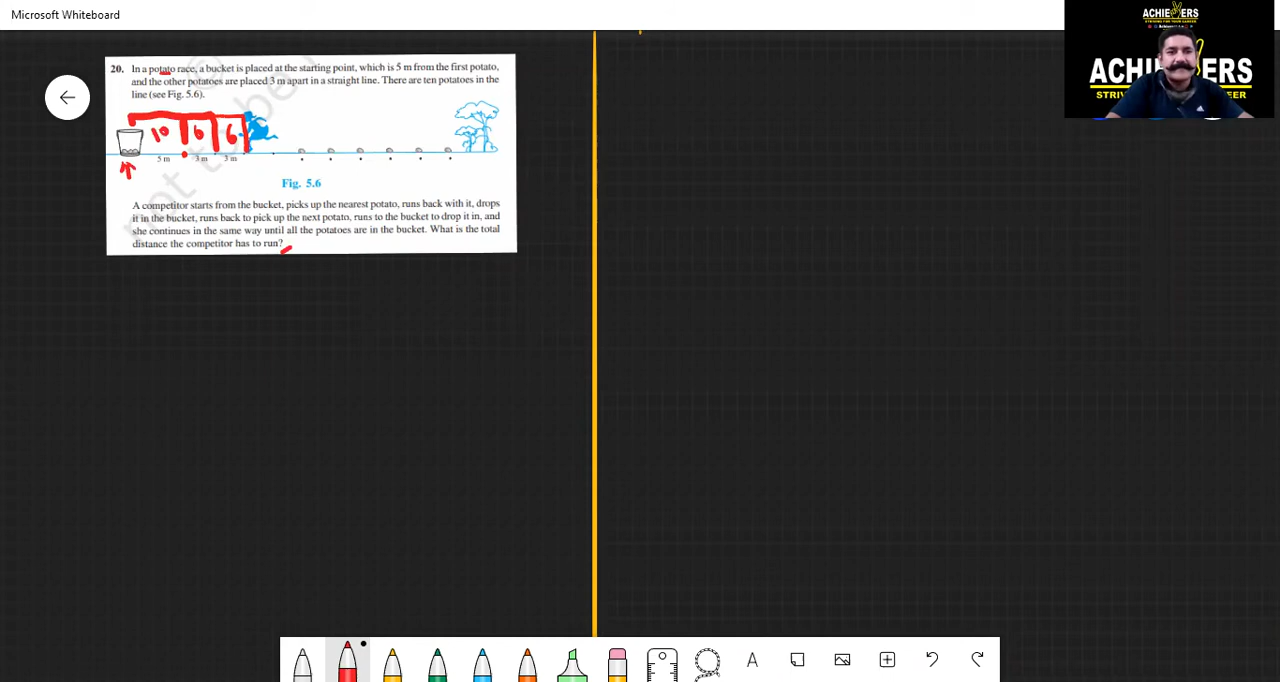 Microsoft Whiteboard
ACHIEVERS
ACHIEVERS
20. In a potato race, a bucket is placed at the starting point, which is 5 m from the first potato,
and the other potatoes are placed 3 m apart in a straight line. There are ten potatoes in the
line (see Fig. 5.6).
10 6 6
5 m 3 m 3 m
Fig. 5.6
A competitor starts from the bucket, picks up the nearest potato, runs back with it, drops
it in the bucket, runs back to pick up the next potato, runs to the bucket to drop it in, and
she continues in the same way until all the potatoes are in the bucket. What is the total
distance the competitor has to run?
A